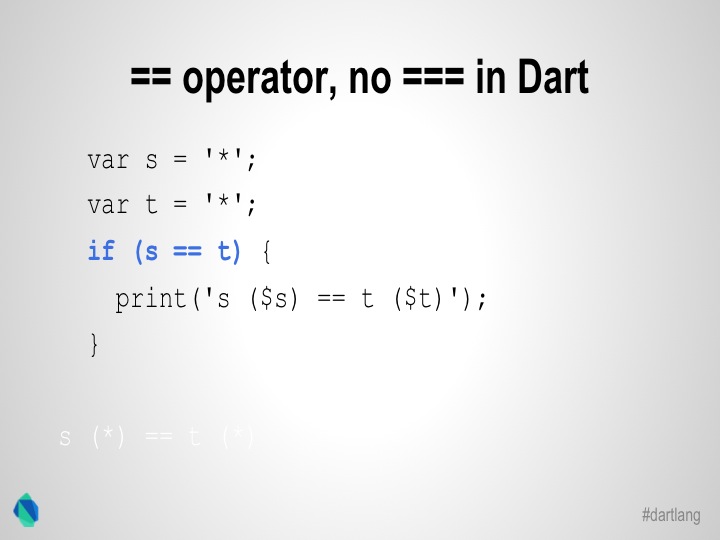 == operator, no === in Dart
var s = '*';
var t = '*';
if (s == t) {
  print('s ($s) == t ($t)');
}
s (*) == t (*)
#dartlang